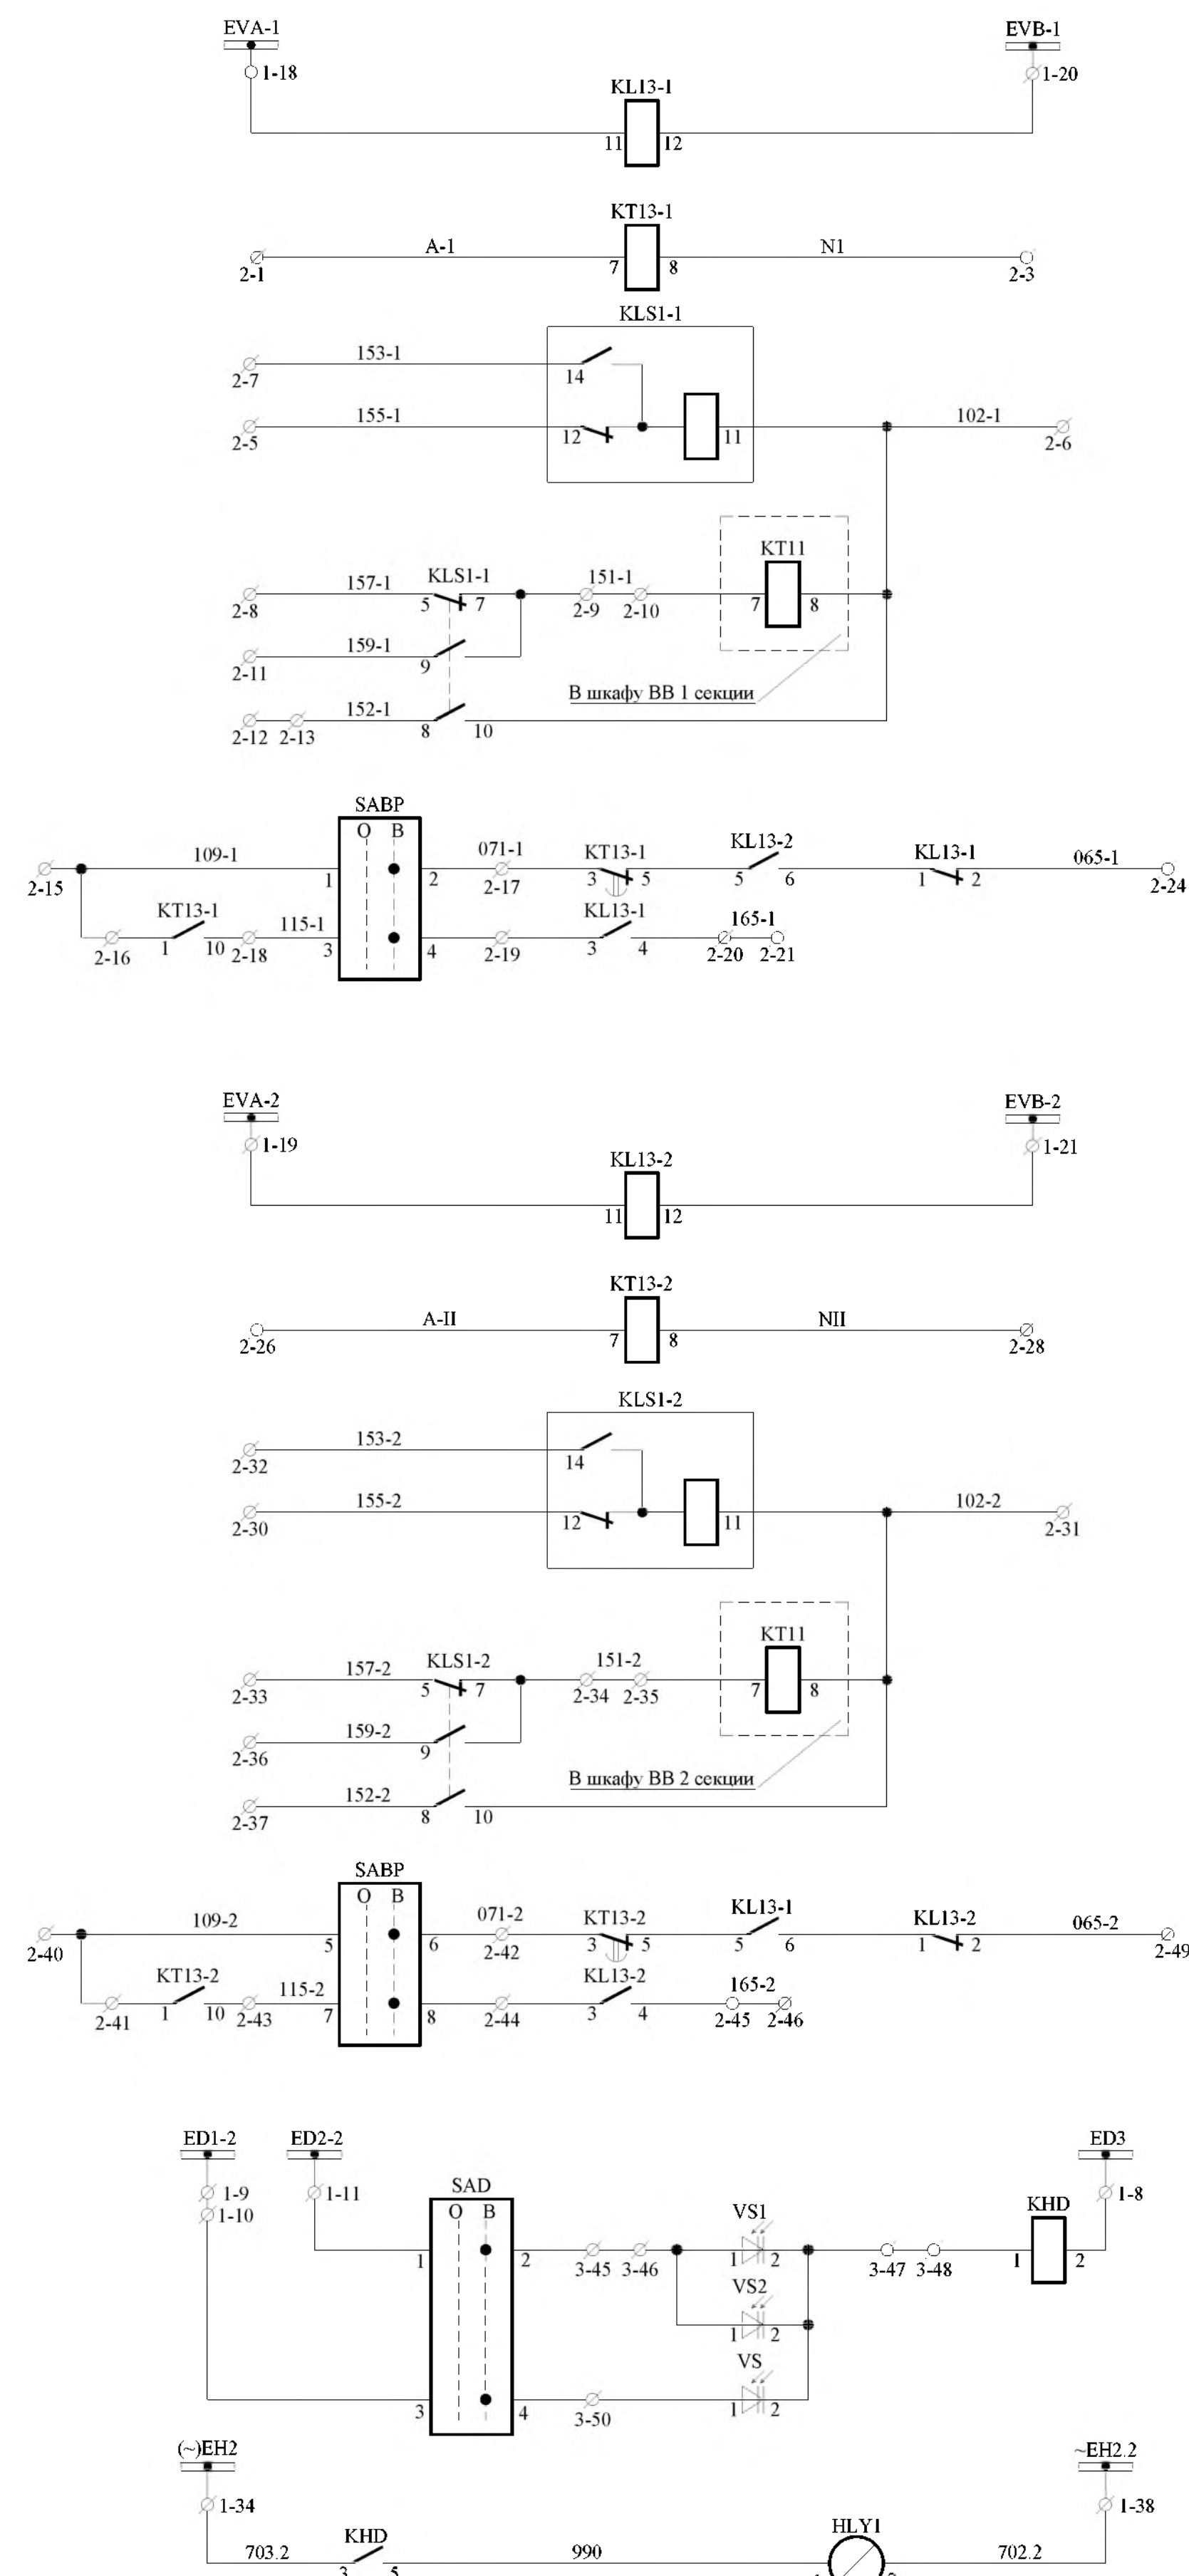 EVA-1 EVB-1
1-18 1-20
KL13-1
11 12
KT13-1
A-1 N1
2-1 7 8 2-3
KLS1-1
153-1
2-7 14
155-1 102-1
2-5 12 11 2-6
KT11
157-1 KLS1-1 151-1
2-8 5 7 2-9 2-10 7 8
159-1
2-11 9
В шкафу ВВ 1 секции
152-1
2-12 2-13 8 10
SABP
O B
109-1 071-1 KT13-1 KL13-2 KL13-1 065-1
2-15 1 2 2-17 3 5 5 6 1 2 2-24
KT13-1 115-1 KL13-1 165-1
2-16 1 10 2-18 3 4 2-19 3 4 2-20 2-21
EVA-2 EVB-2
1-19 1-21
KL13-2
11 12
KT13-2
A-II NII
2-26 7 8 2-28
KLS1-2
153-2
2-32 14
155-2 102-2
2-30 12 11 2-31
KT11
157-2 KLS1-2 151-2
2-33 5 7 2-34 2-35 7 8
159-2
2-36 9
В шкафу ВВ 2 секции
152-2
2-37 8 10
SABP
O B
109-2 071-2 KT13-2 KL13-1 KL13-2 065-2
2-40 5 6 2-42 3 5 5 6 1 2 2-49
KT13-2 115-2 KL13-2 165-2
2-41 1 10 2-43 7 8 2-44 3 4 2-45 2-46
ED1-2 ED2-2 ED3
1-9 1-11 SAD 1-8
1-10 O B VS1 KHD
1 2 3-45 3-46 1 2 3-47 3-48 1 2
VS2
1 2
VS
3 4 3-50 1 2
(~)EH2 ~EH2.2
1-34 1-38
703.2 KHD 990 HLY1 702.2
3 5